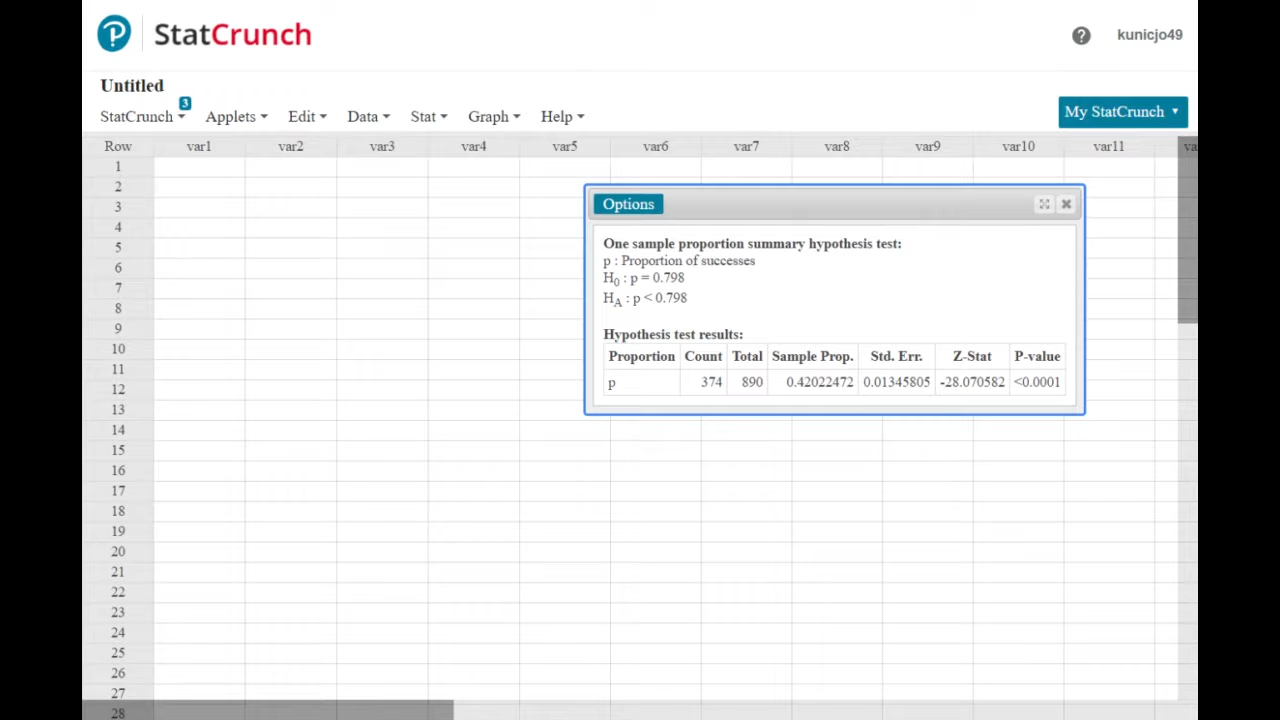 StatCrunch
kunicjo49
Untitled
StatCrunch 3 Applets Edit Data Stat Graph Help
My StatCrunch
Row var1 var2 var3 var4 var5 var6 var7 var8 var9 var10 var11 va
1
2
Options
3
4
One sample proportion summary hypothesis test:
5
p : Proportion of successes
6
H0 : p = 0.798
7
HA : p < 0.798
8
9
Hypothesis test results:
10
Proportion Count Total Sample Prop. Std. Err. Z-Stat P-value
11
p 374 890 0.42022472 0.01345805 -28.070582 <0.0001
12
13
14
15
16
17
18
19
20
21
22
23
24
25
26
27
28